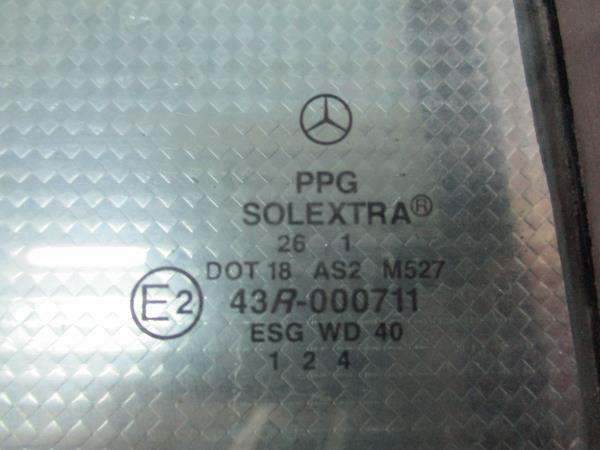 PPG
SOLEXTRA®
26 1
DOT 18 AS2 M527
E2 43R-000711
ESG WD 40
1 2 4